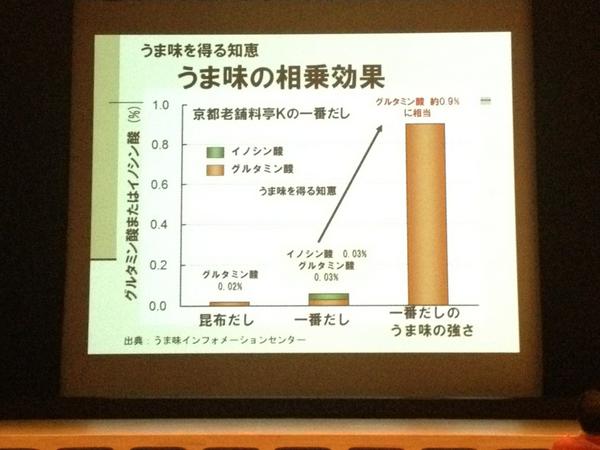 うま味を得る知恵
うま味の相乗効果
グルタミン酸またはイノシン酸 (%)
1.0
0.8
0.6
0.4
0.2
0.0
京都老舗料亭Kの一番だし
イノシン酸
グルタミン酸
うま味を得る知恵
グルタミン酸 約0.9%
に相当
グルタミン酸
0.02%
イノシン酸 0.03%
グルタミン酸
0.03%
昆布だし
一番だし
一番だしの
うま味の強さ
出典：うま味インフォメーションセンター